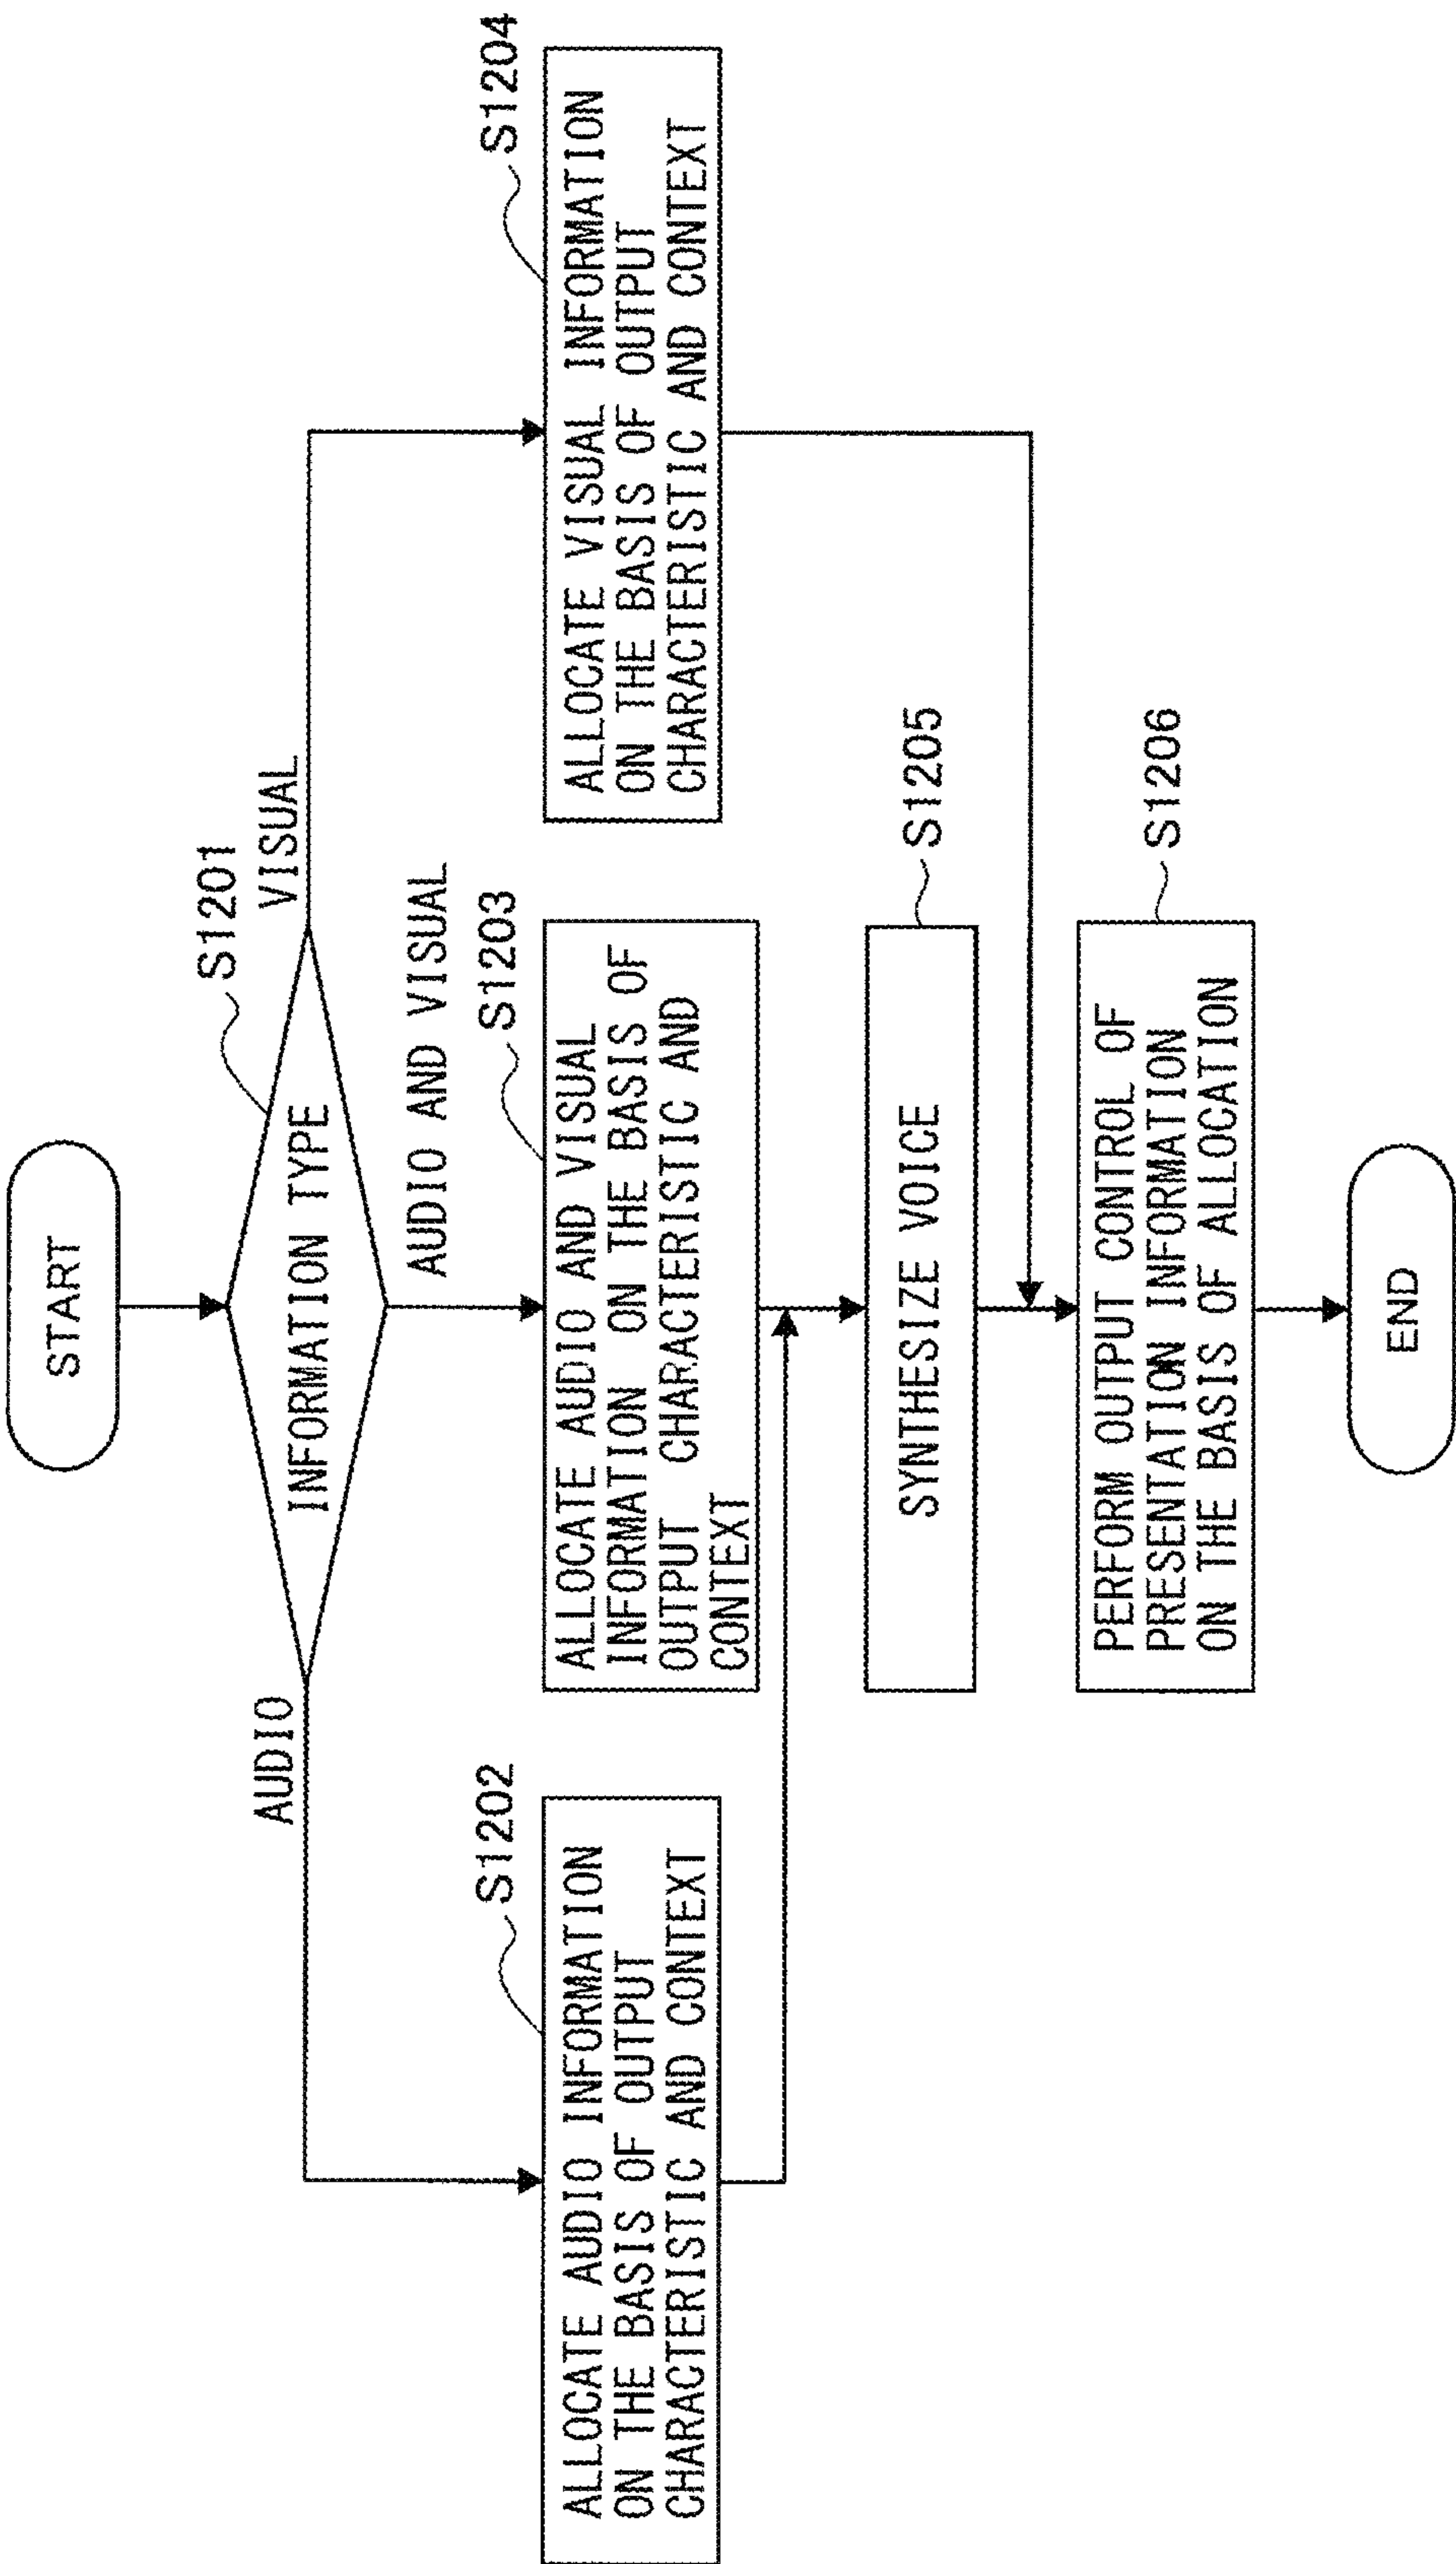 START
S1201
INFORMATION TYPE
AUDIO
AUDIO AND VISUAL
VISUAL
S1202
ALLOCATE AUDIO INFORMATION
ON THE BASIS OF OUTPUT
CHARACTERISTIC AND CONTEXT
S1203
ALLOCATE AUDIO AND VISUAL
INFORMATION ON THE BASIS OF
OUTPUT CHARACTERISTIC AND
CONTEXT
S1204
ALLOCATE VISUAL INFORMATION
ON THE BASIS OF OUTPUT
CHARACTERISTIC AND CONTEXT
S1205
SYNTHESIZE VOICE
S1206
PERFORM OUTPUT CONTROL OF
PRESENTATION INFORMATION
ON THE BASIS OF ALLOCATION
END